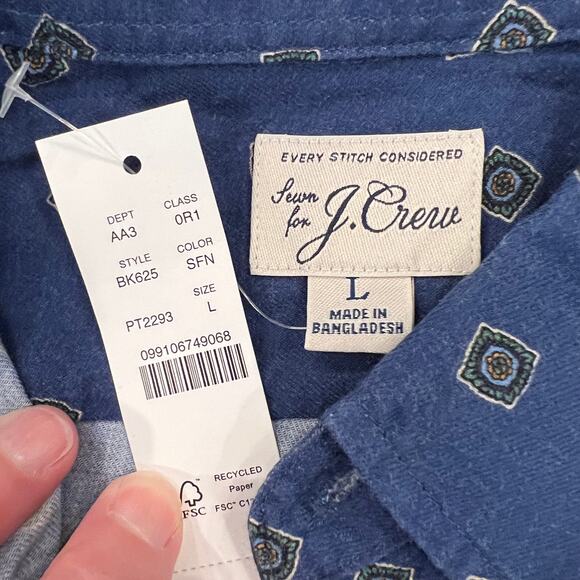 DEPT CLASS
AA3 0R1
STYLE COLOR
BK625 SFN
SIZE
PT2293 L
099106749068
RECYCLED
Paper
FSC
FSC™
EVERY STITCH CONSIDERED
Sewn
for J.Crew
L
MADE IN
BANGLADESH